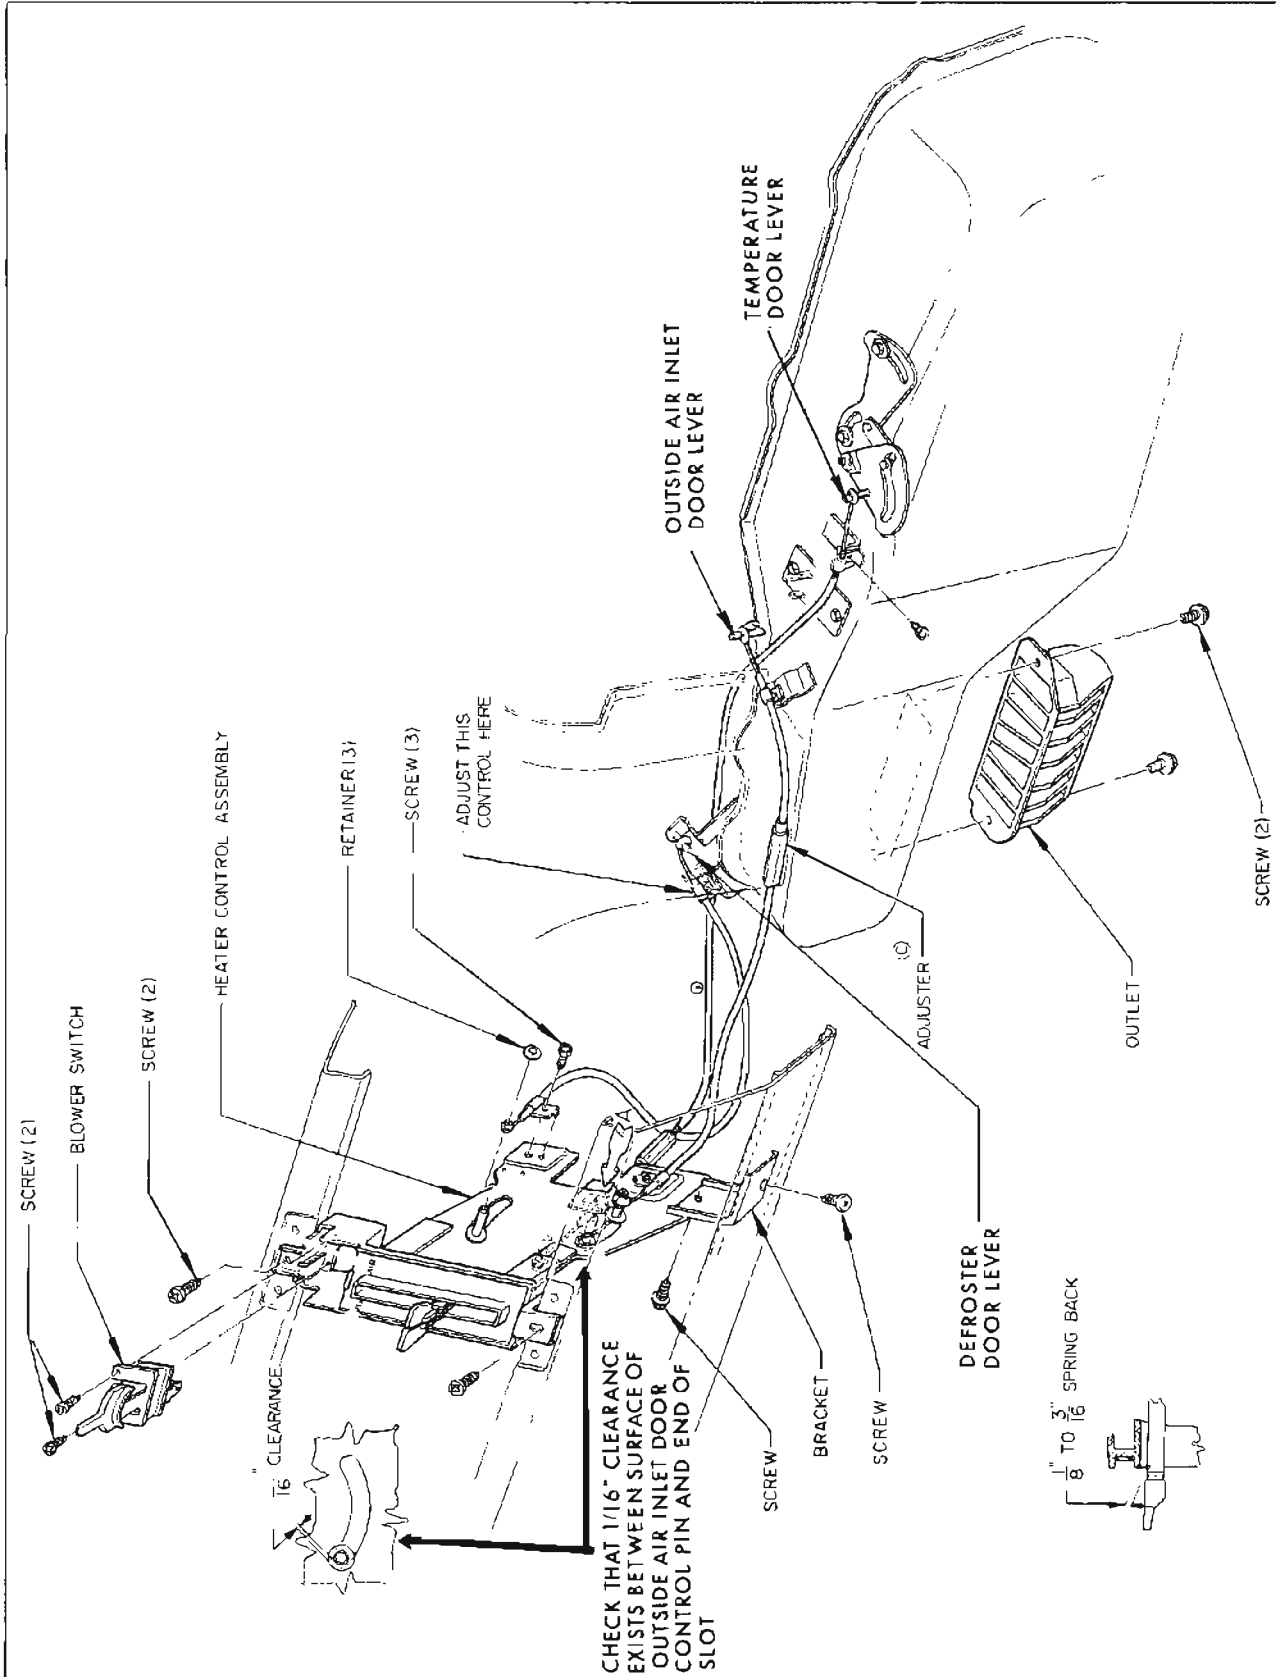 SCREW (2)
BLOWER SWITCH
SCREW (2)
HEATER CONTROL ASSEMBLY
RETAINER (3)
SCREW (3)
ADJUST THIS
CONTROL HERE
OUTSIDE AIR INLET
DOOR LEVER
TEMPERATURE
DOOR LEVER
16" CLEARANCE
CHECK THAT 1/16" CLEARANCE
EXISTS BETWEEN SURFACE OF
OUTSIDE AIR INLET DOOR
CONTROL PIN AND END OF
SLOT
A
SCREW
BRACKET
SCREW
DEFROSTER
DOOR LEVER
ADJUSTER
(C)
OUTLET
SCREW (2)
1/8" TO 3/16" SPRING BACK